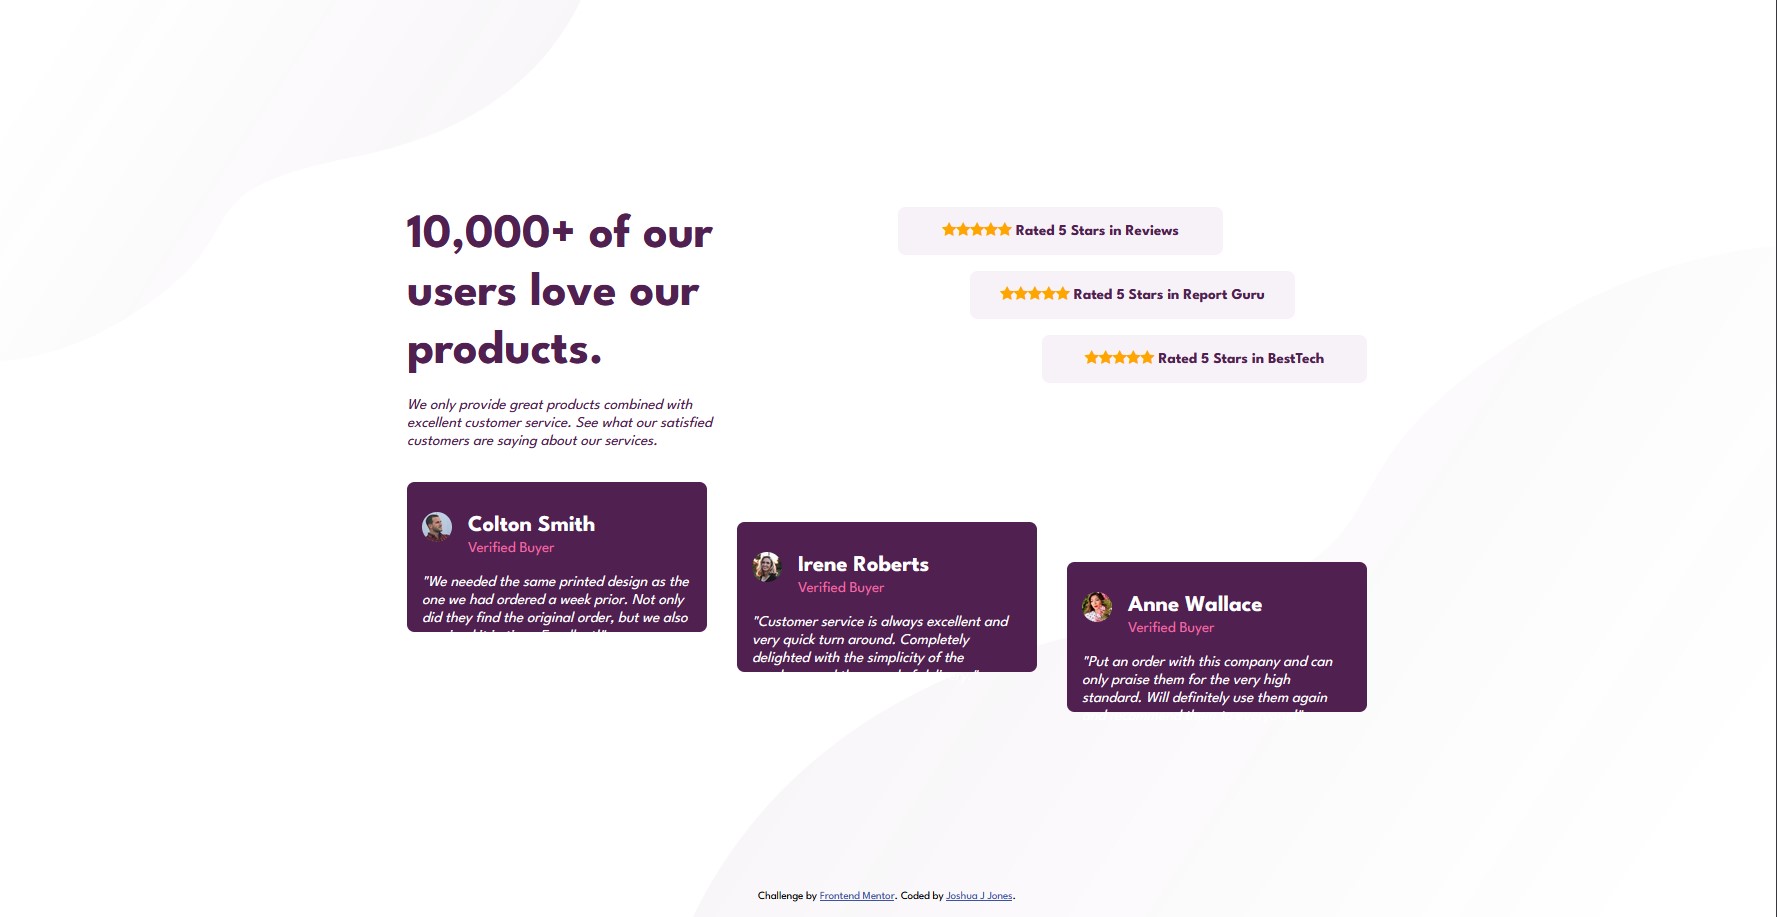 10,000+ of our
users love our
products.
We only provide great products combined with
excellent customer service. See what our satisfied
customers are saying about our services.
Rated 5 Stars in Reviews
Rated 5 Stars in Report Guru
Rated 5 Stars in BestTech
Colton Smith
Verified Buyer
"We needed the same printed design as the
one we had ordered a week prior. Not only
did they find the original order, but we also
Irene Roberts
Verified Buyer
"Customer service is always excellent and
very quick turn around. Completely
delighted with the simplicity of the
Anne Wallace
Verified Buyer
"Put an order with this company and can
only praise them for the very high
standard. Will definitely use them again
Challenge by Frontend Mentor. Coded by Joshua J Jones.